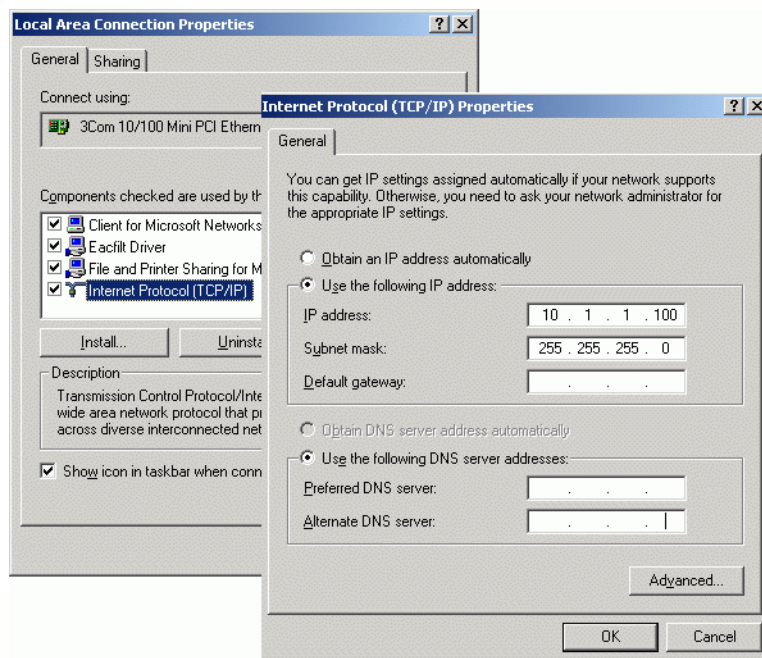 Local Area Connection Properties
General Sharing
Connect using:
3Com 10/100 Mini PCI Ethern
Components checked are used by th
Client for Microsoft Networks
Eacfilt Driver
File and Printer Sharing for M
Internet Protocol (TCP/IP)
Install... Uninsta
Description
Transmission Control Protocol/Inte
wide area network protocol that pr
across diverse interconnected net
Show icon in taskbar when conn
Internet Protocol (TCP/IP) Properties
General
You can get IP settings assigned automatically if your network supports
this capability. Otherwise, you need to ask your network administrator for
the appropriate IP settings.
Obtain an IP address automatically
Use the following IP address:
IP address: 10 . 1 . 1 . 100
Subnet mask: 255 . 255 . 255 . 0
Default gateway: . . .
Obtain DNS server address automatically
Use the following DNS server addresses:
Preferred DNS server: . . .
Alternate DNS server: . . .
Advanced...
OK Cancel